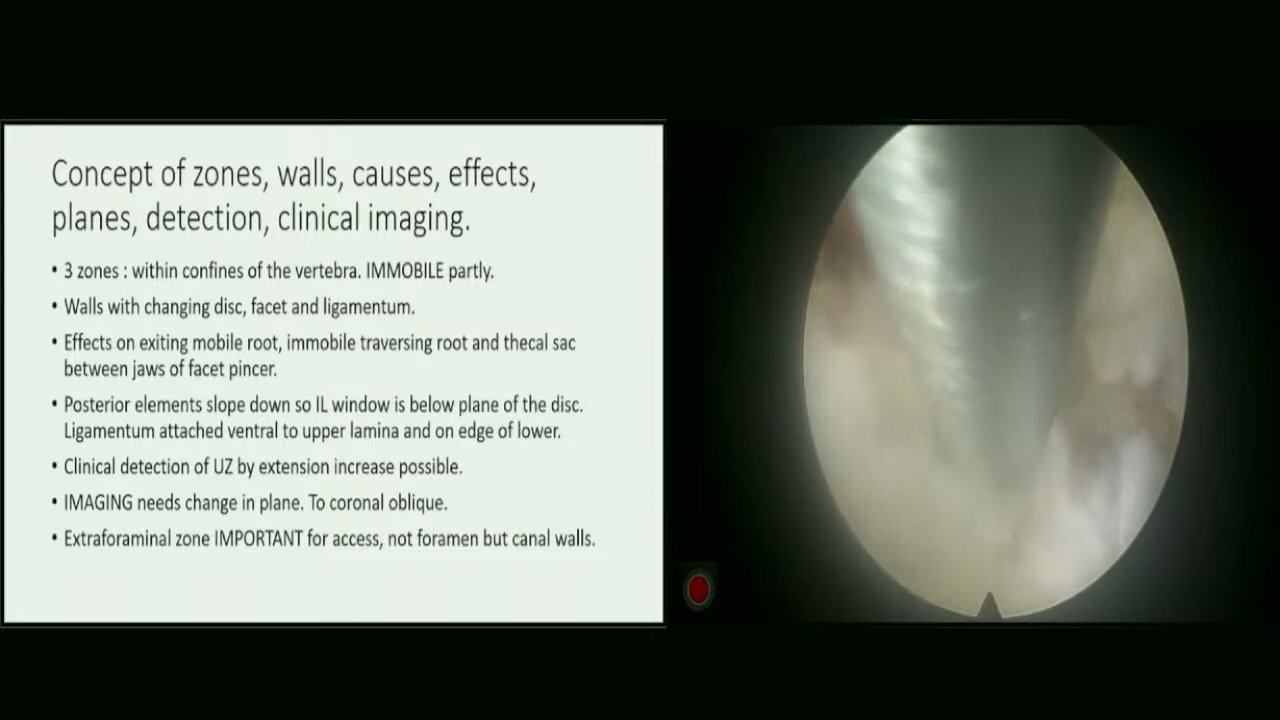 Concept of zones, walls, causes, effects,
planes, detection, clinical imaging.
• 3 zones : within confines of the vertebra. IMMOBILE partly.
• Walls with changing disc, facet and ligamentum.
• Effects on exiting mobile root, immobile traversing root and thecal sac
between jaws of facet pincer.
• Posterior elements slope down so IL window is below plane of the disc.
Ligamentum attached ventral to upper lamina and on edge of lower.
• Clinical detection of UZ by extension increase possible.
• IMAGING needs change in plane. To coronal oblique.
• Extraforaminal zone IMPORTANT for access, not foramen but canal walls.